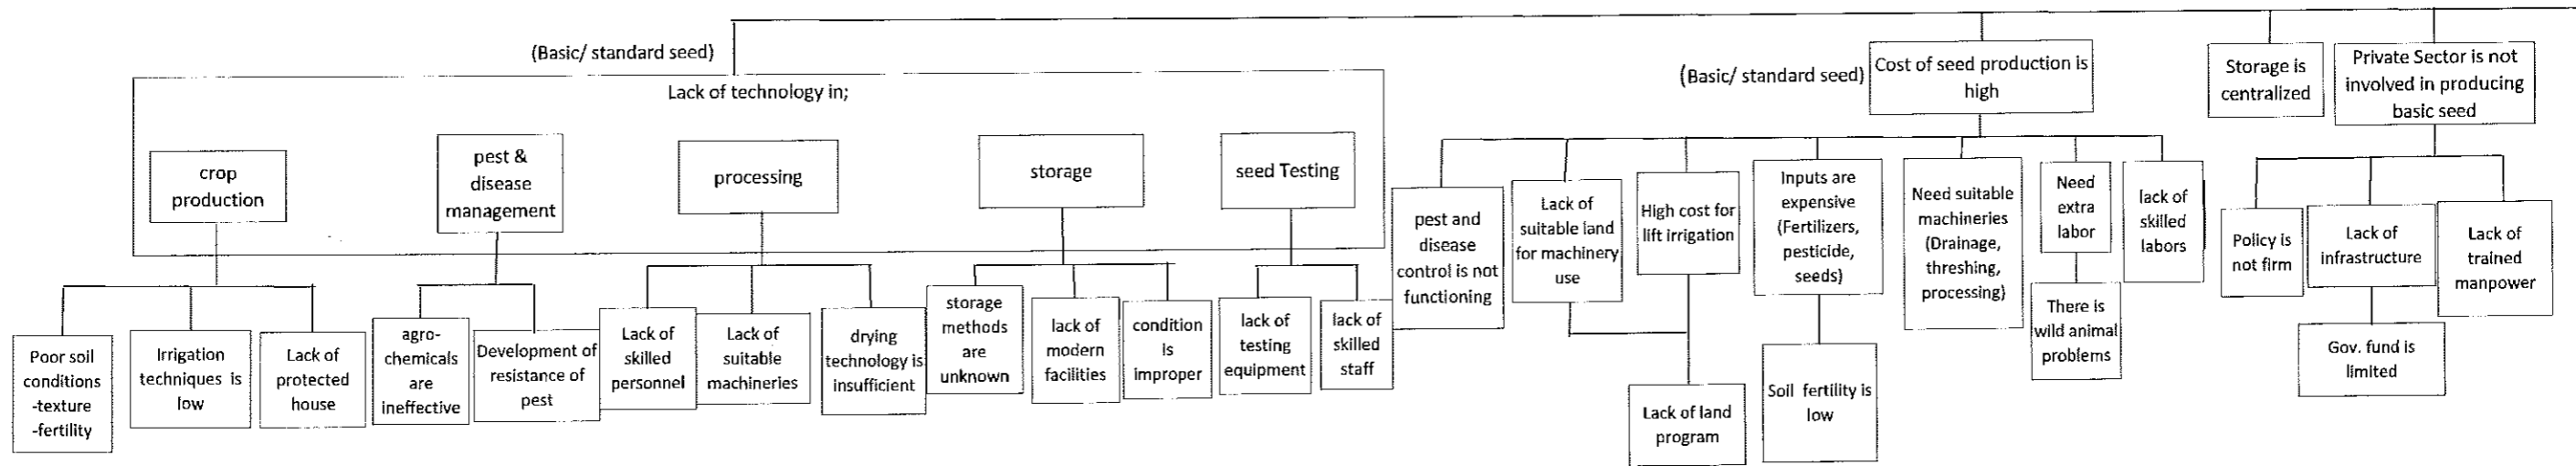 (Basic/ standard seed)
Lack of technology in;
crop
production
pest &
disease
management
processing
storage
seed Testing
Poor soil
conditions
-texture
-fertility
Irrigation
techniques is
low
Lack of
protected
house
agro-
chemicals
are
ineffective
Development of
resistance of
pest
Lack of
skilled
personnel
Lack of
suitable
machineries
drying
technology is
insufficient
storage
methods
are
unknown
lack of
modern
facilities
condition
is
improper
lack of
testing
equipment
lack of
skilled
staff
(Basic/ standard seed)
Cost of seed production is
high
pest and
disease
control is not
functioning
Lack of
suitable land
for machinery
use
High cost for
lift irrigation
Lack of land
program
Inputs are
expensive
(Fertilizers,
pesticide,
seeds)
Soil fertility is
low
Need suitable
machineries
(Drainage,
threshing,
processing)
Need
extra
labor
There is
wild animal
problems
lack of
skilled
labors
Storage is
centralized
Private Sector is not
involved in producing
basic seed
Policy is
not firm
Lack of
infrastructure
Gov. fund is
limited
Lack of
trained
manpower